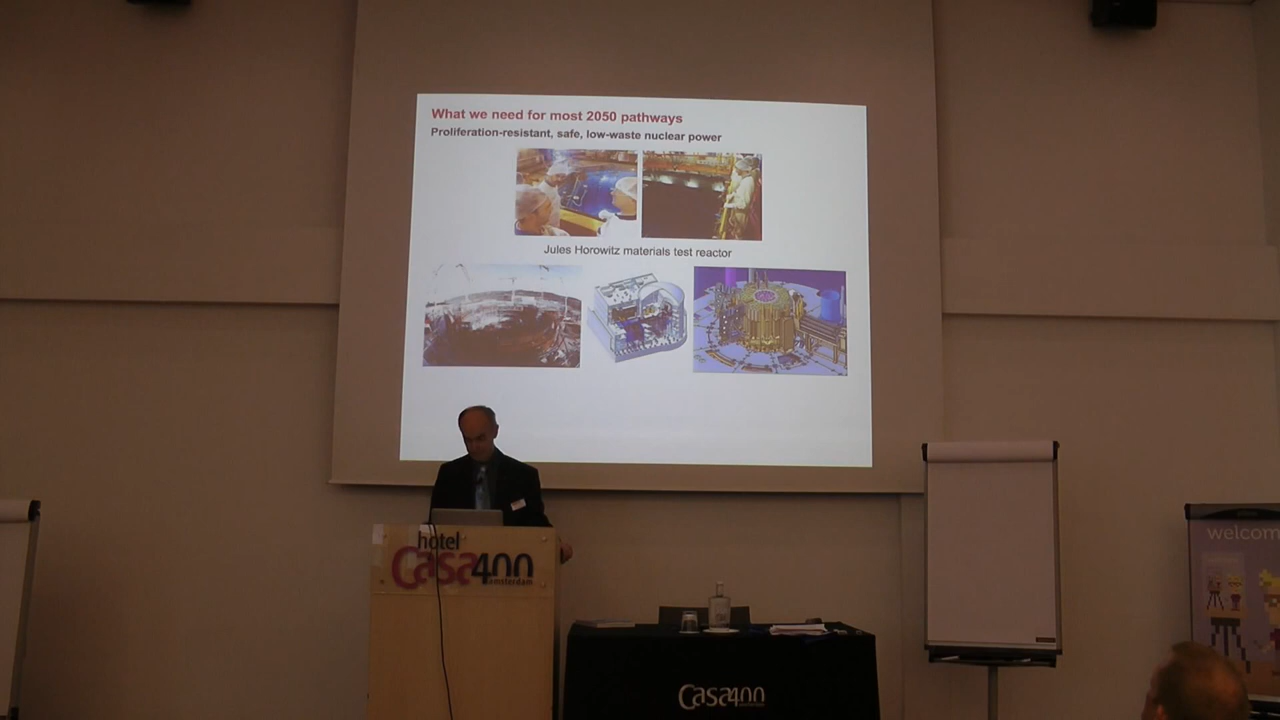 What we need for most 2050 pathways
Proliferation-resistant, safe, low-waste nuclear power
Jules Horowitz materials test reactor
hotel
Casa400
amsterdam
Casa400
welcom